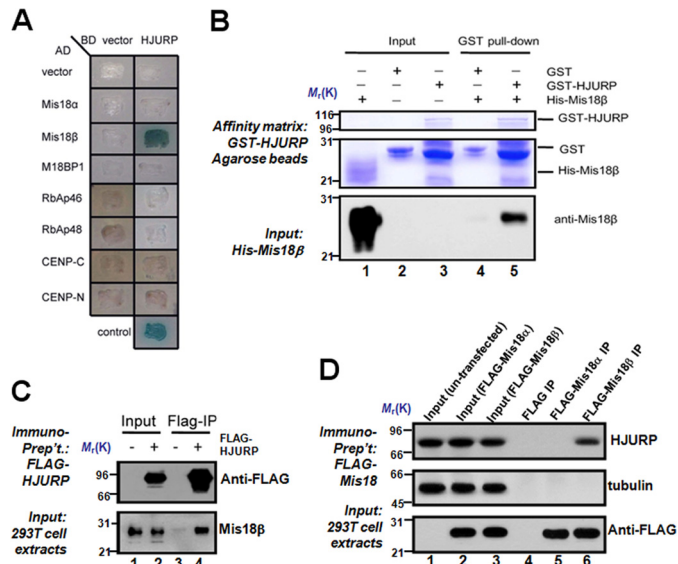 A
BD vector HJURP
AD
vector
Mis18α
Mis18β
M18BP1
RbAp46
RbAp48
CENP-C
CENP-N
control
B
Input GST pull-down
– + – + – GST
– – + – + GST-HJURP
Mr(K) + – – + + His-Mis18β
Affinity matrix:
GST-HJURP
Agarose beads
116
96
GST-HJURP
31
21
GST
His-Mis18β
Input:
His-Mis18β
31
21
anti-Mis18β
1 2 3 4 5
C
Input Flag-IP
Immuno-
Prep't.:
FLAG-
HJURP
Mr(K) - + - + FLAG-
HJURP
96
66
Anti-FLAG
Input:
293T cell
extracts
31
21
Mis18β
1 2 3 4
D
Input (un-transfected)
Input (FLAG-Mis18α)
Input (FLAG-Mis18β)
FLAG IP
FLAG-Mis18α IP
FLAG-Mis18β IP
Immuno-
Prep't.:
FLAG-
Mis18
Mr(K)
96
66
HJURP
66
45
tubulin
Input:
293T cell
extracts
31
21
Anti-FLAG
1 2 3 4 5 6